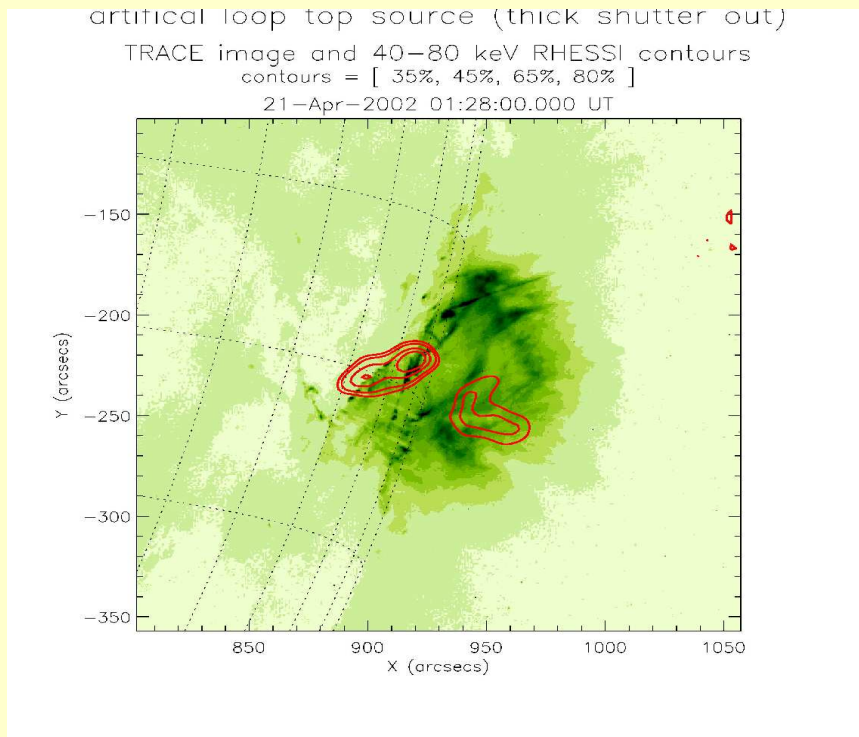 artifical loop top source (thick shutter out)
TRACE image and 40-80 keV RHESSI contours
contours = [ 35%, 45%, 65%, 80% ]
21-Apr-2002 01:28:00.000 UT
-150
-200
-250
-300
-350
Y (arcsecs)
850
900
950
1000
1050
X (arcsecs)